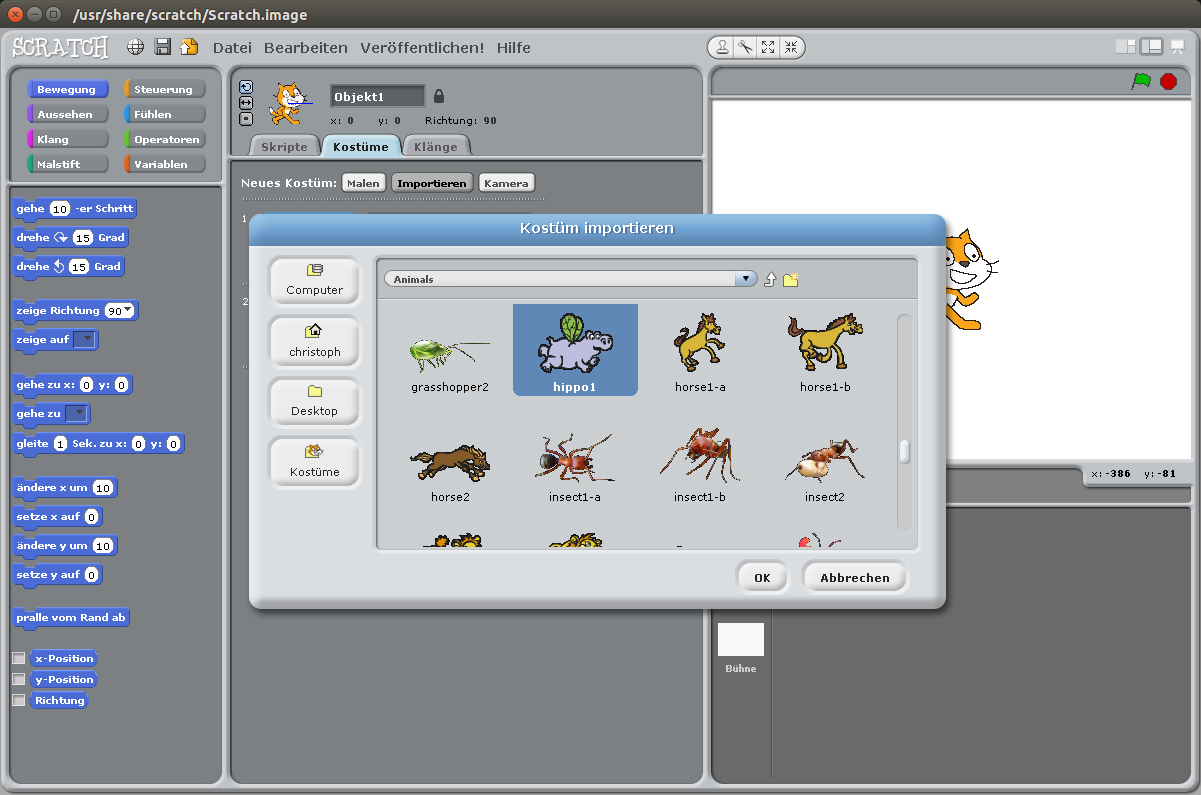 /usr/share/scratch/Scratch.image
SCRATCH Datei Bearbeiten Veröffentlichen! Hilfe
Bewegung Steuerung
Aussehen Fühlen
Klang Operatoren
Malstift Variablen
gehe 10 -er Schritt
drehe 15 Grad
drehe 15 Grad
zeige Richtung 90
zeige auf
gehe zu x: 0 y: 0
gehe zu
gleite 1 Sek. zu x: 0 y: 0
ändere x um 10
setze x auf 0
ändere y um 10
setze y auf 0
pralle vom Rand ab
x-Position
y-Position
Richtung
Objekt1
x: 0 y: 0 Richtung: 90
Skripte Kostüme Klänge
Neues Kostüm: Malen Importieren Kamera
1
2
Kostüm importieren
Computer
christoph
Desktop
Kostüme
Animals
grasshopper2 hippo1 horse1-a horse1-b
horse2 insect1-a insect1-b insect2
OK Abbrechen
x: -386 y: -81
Bühne